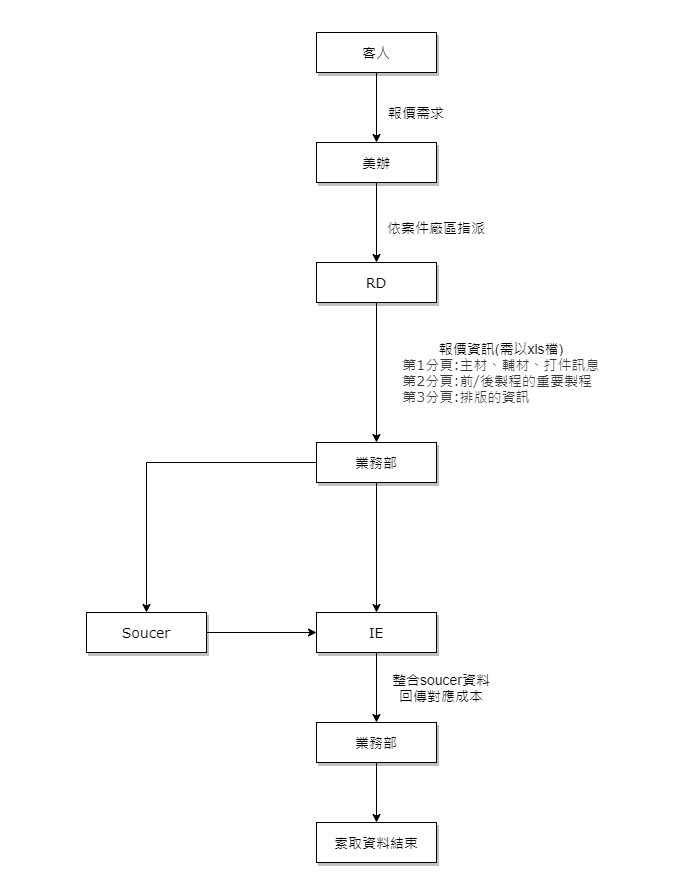 客人
報價需求
美辦
依案件廠區指派
RD
報價資訊(需以xls檔)
第1分頁:主材、輔材、打件訊息
第2分頁:前/後製程的重要製程
第3分頁:排版的資訊
業務部
Soucer
IE
整合soucer資料
回傳對應成本
業務部
索取資料結束